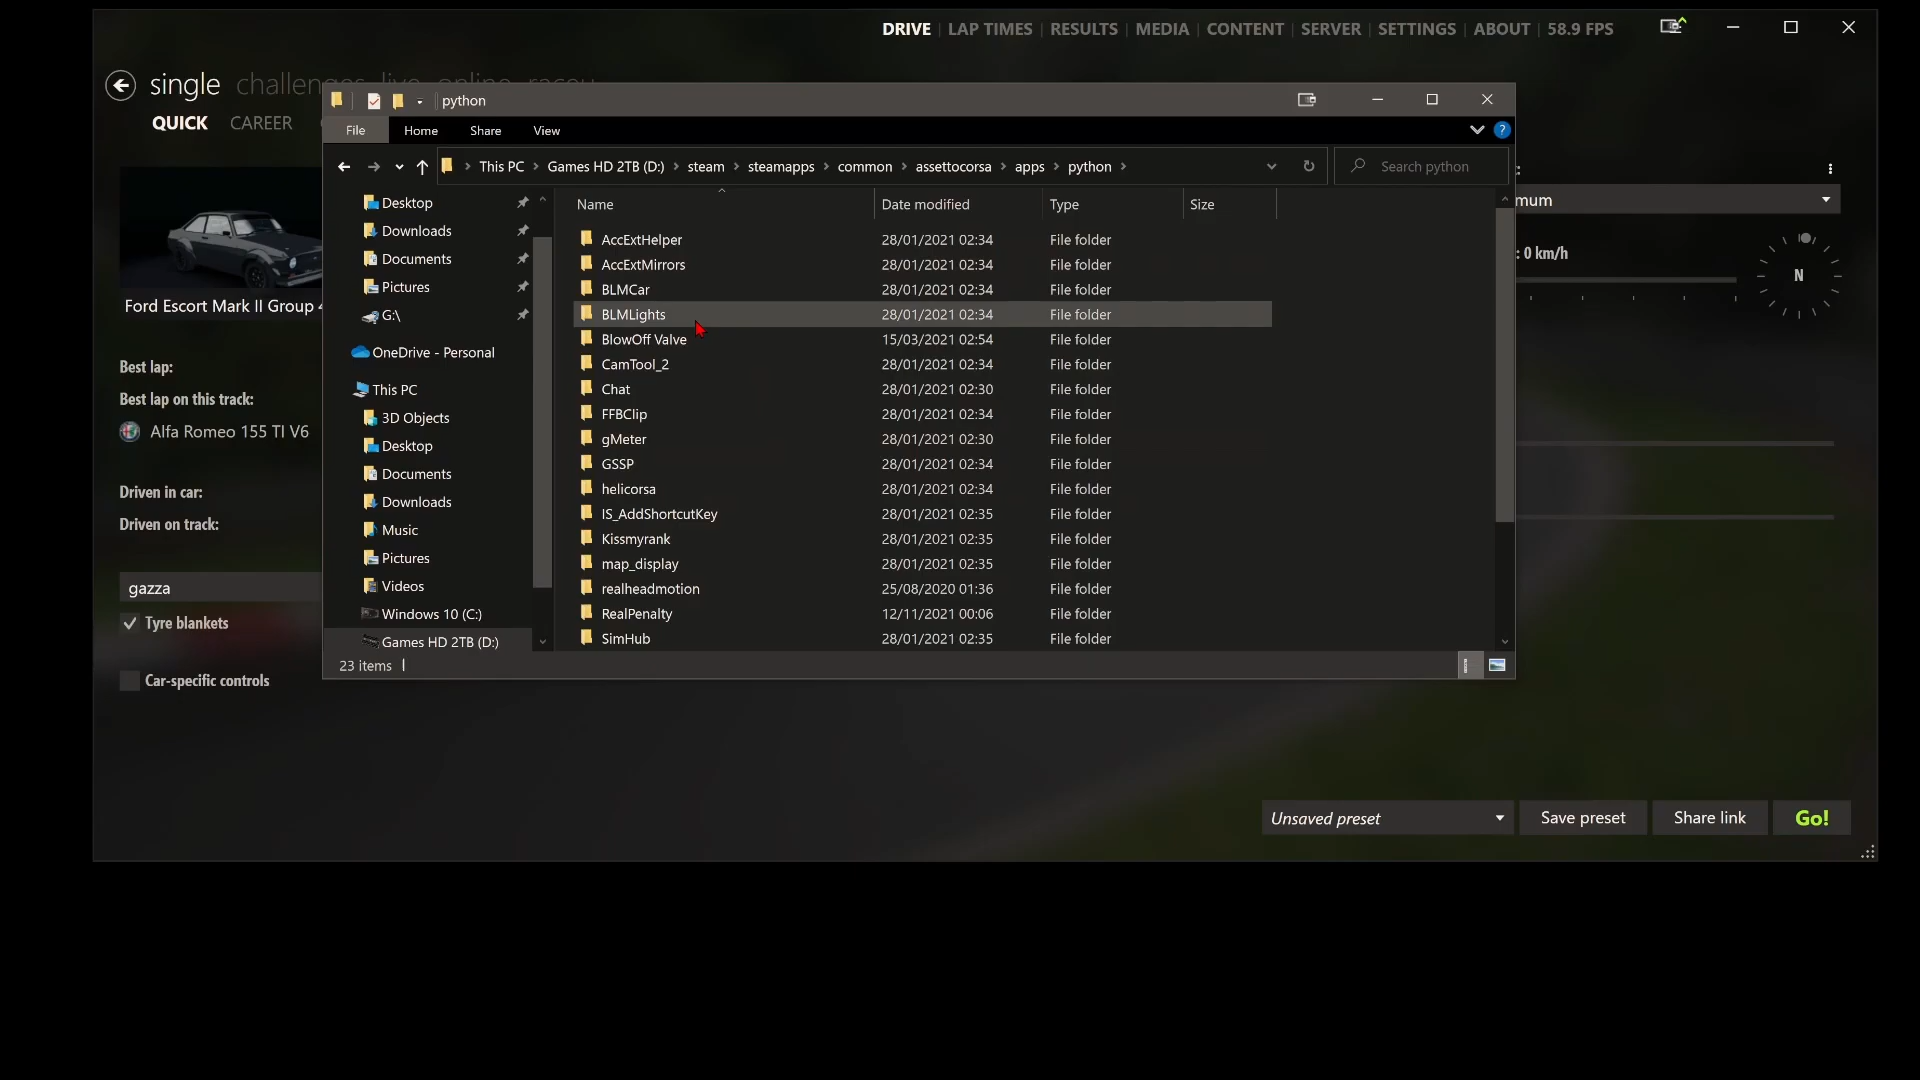 DRIVE | LAP TIMES | RESULTS | MEDIA | CONTENT | SERVER | SETTINGS | ABOUT | 58.9 FPS
single challenges live online raceu
QUICK CAREER
python
File Home Share View
This PC > Games HD 2TB (D:) > steam > steamapps > common > assettocorsa > apps > python >
Search python
Name Date modified Type Size
Desktop
Downloads
Documents
Pictures
G:\
OneDrive - Personal
This PC
3D Objects
Desktop
Documents
Downloads
Music
Pictures
Videos
Windows 10 (C:)
Games HD 2TB (D:)
AccExtHelper 28/01/2021 02:34 File folder
AccExtMirrors 28/01/2021 02:34 File folder
BLMCar 28/01/2021 02:34 File folder
BLMLights 28/01/2021 02:34 File folder
BlowOff Valve 15/03/2021 02:54 File folder
CamTool_2 28/01/2021 02:34 File folder
Chat 28/01/2021 02:30 File folder
FFBClip 28/01/2021 02:34 File folder
gMeter 28/01/2021 02:30 File folder
GSSP 28/01/2021 02:34 File folder
helicorsa 28/01/2021 02:34 File folder
IS_AddShortcutKey 28/01/2021 02:35 File folder
Kissmyrank 28/01/2021 02:35 File folder
map_display 28/01/2021 02:35 File folder
realheadmotion 25/08/2020 01:36 File folder
RealPenalty 12/11/2021 00:06 File folder
SimHub 28/01/2021 02:35 File folder
23 items
Ford Escort Mark II Group 4
Best lap:
Best lap on this track:
Alfa Romeo 155 TI V6
Driven in car:
Driven on track:
gazza
Tyre blankets
Car-specific controls
mum
: 0 km/h
N
Unsaved preset
Save preset
Share link
Go!